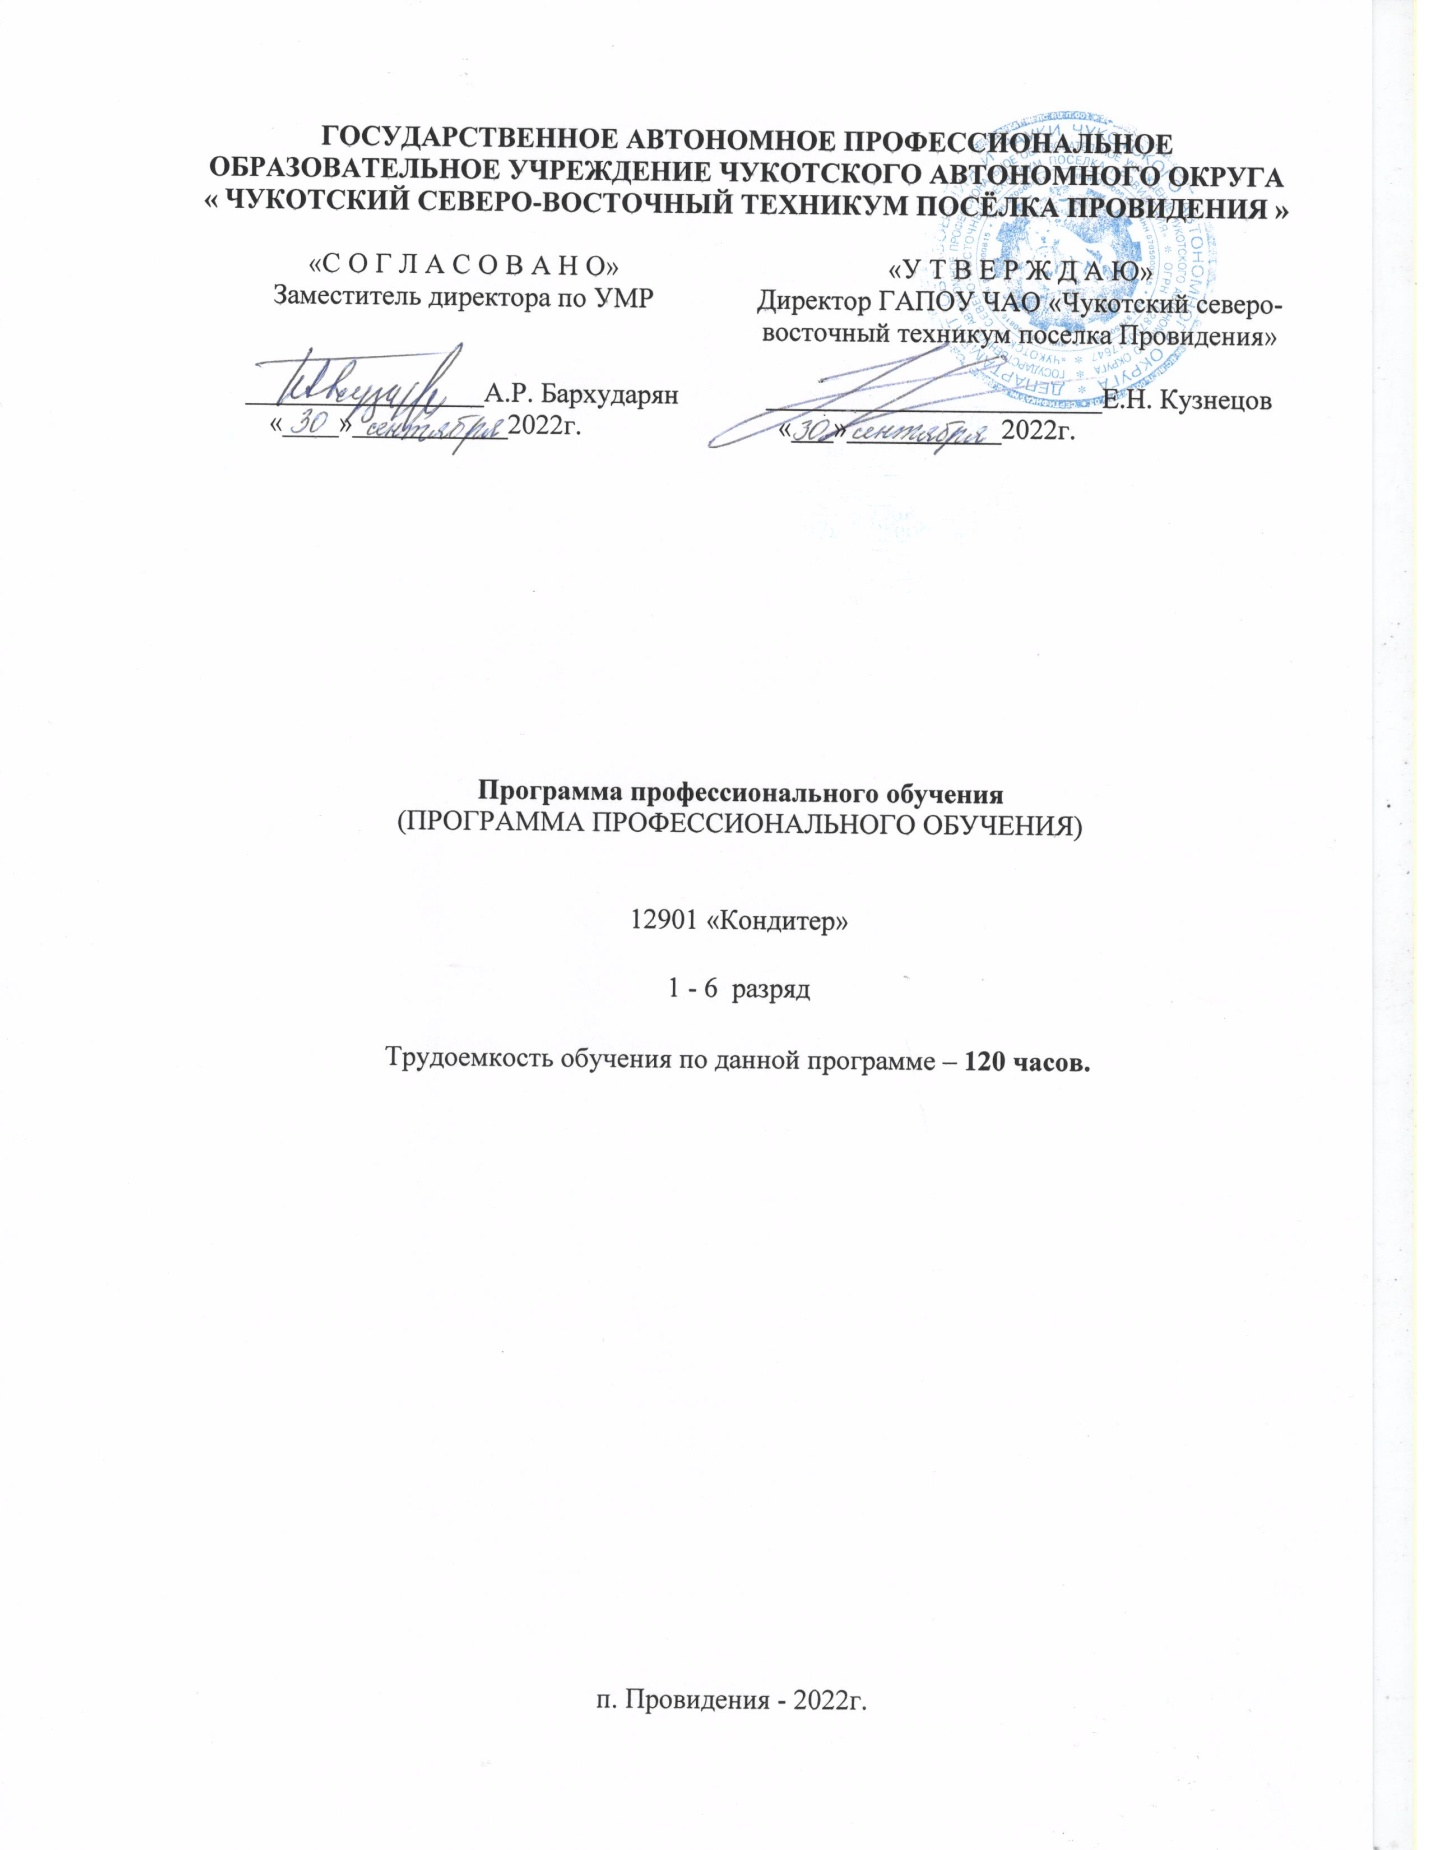 ГОСУДАРСТВЕННОЕ АВТОНОМНОЕ ПРОФЕССИОНАЛЬНОЕ
ОБРАЗОВАТЕЛЬНОЕ УЧРЕЖДЕНИЕ ЧУКОТСКОГО АВТОНОМНОГО ОКРУГА
« ЧУКОТСКИЙ СЕВЕРО-ВОСТОЧНЫЙ ТЕХНИКУМ ПОСЁЛКА ПРОВИДЕНИЯ »
«С О Г Л А С О В А Н О»
Заместитель директора по УМР
А.Р. Бархударян
«30» сентября 2022г.
«У Т В Е Р Ж Д А Ю»
Директор ГАПОУ ЧАО «Чукотский северо-
восточный техникум поселка Провидения»
Е.Н. Кузнецов
«30» сентября 2022г.
Программа профессионального обучения
(ПРОГРАММА ПРОФЕССИОНАЛЬНОГО ОБУЧЕНИЯ)
12901 «Кондитер»
1 - 6 разряд
Трудоемкость обучения по данной программе – 120 часов.
п. Провидения - 2022г.